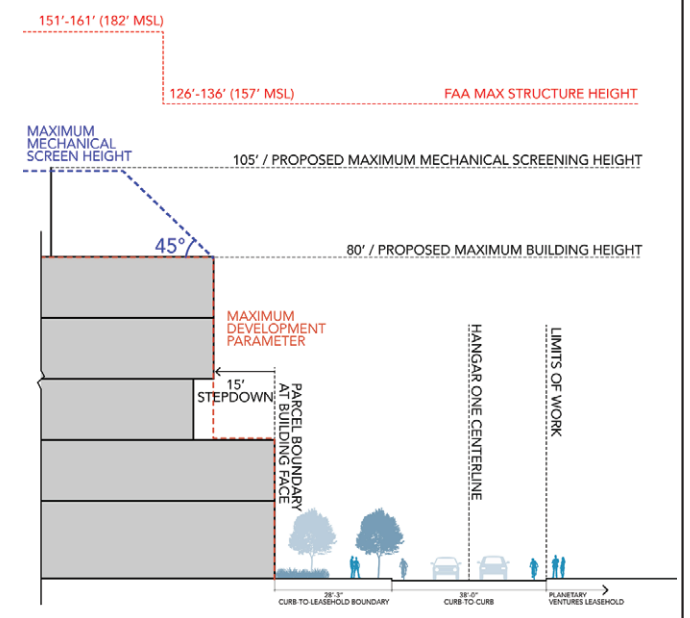 151'-161' (182' MSL)
126'-136' (157' MSL)
FAA MAX STRUCTURE HEIGHT
MAXIMUM
MECHANICAL
SCREEN HEIGHT
105' / PROPOSED MAXIMUM MECHANICAL SCREENING HEIGHT
45°
80' / PROPOSED MAXIMUM BUILDING HEIGHT
MAXIMUM
DEVELOPMENT
PARAMETER
15'
STEPDOWN
PARCEL BOUNDARY
AT BUILDING FACE
HANGAR ONE CENTERLINE
LIMITS OF WORK
28'-3"
CURB-TO-LEASEHOLD BOUNDARY
38'-0"
CURB-TO CURB
PLANETARY
VENTURES LEASEHOLD